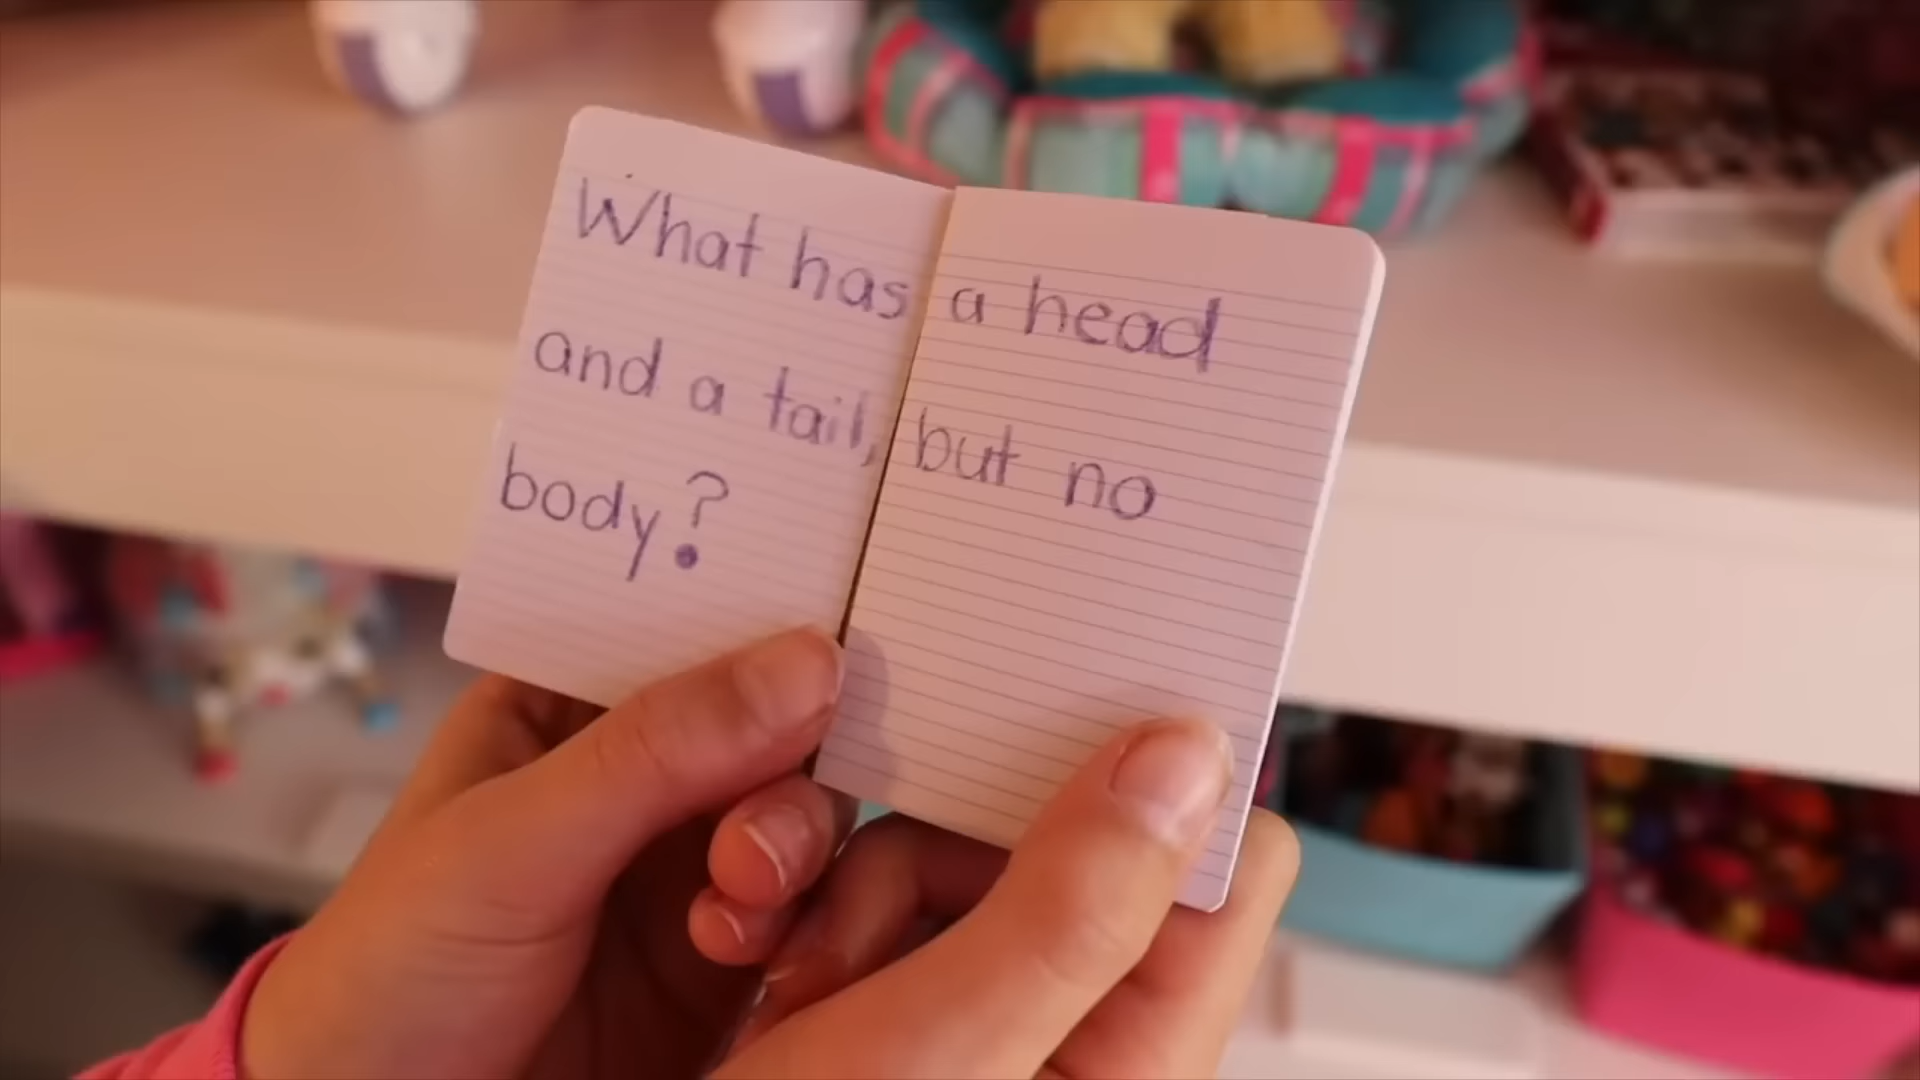 What has a head
and a tail, but no
body?